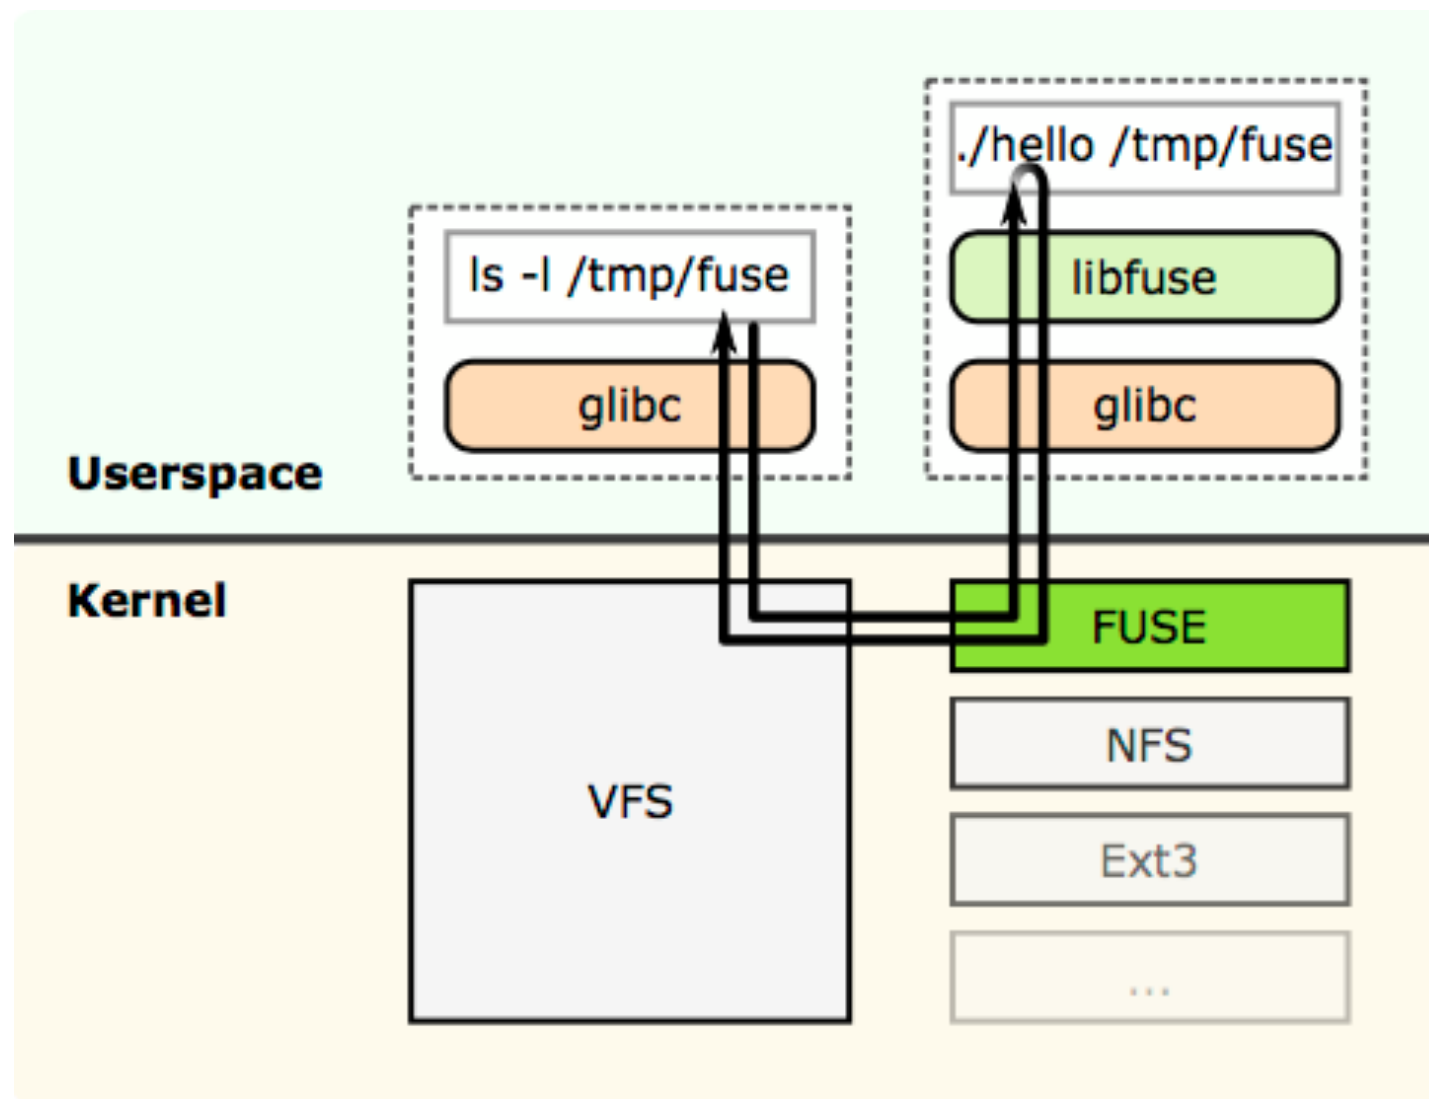 ./hello /tmp/fuse
ls -l /tmp/fuse
libfuse
glibc
glibc
Userspace
Kernel
FUSE
NFS
VFS
Ext3
...